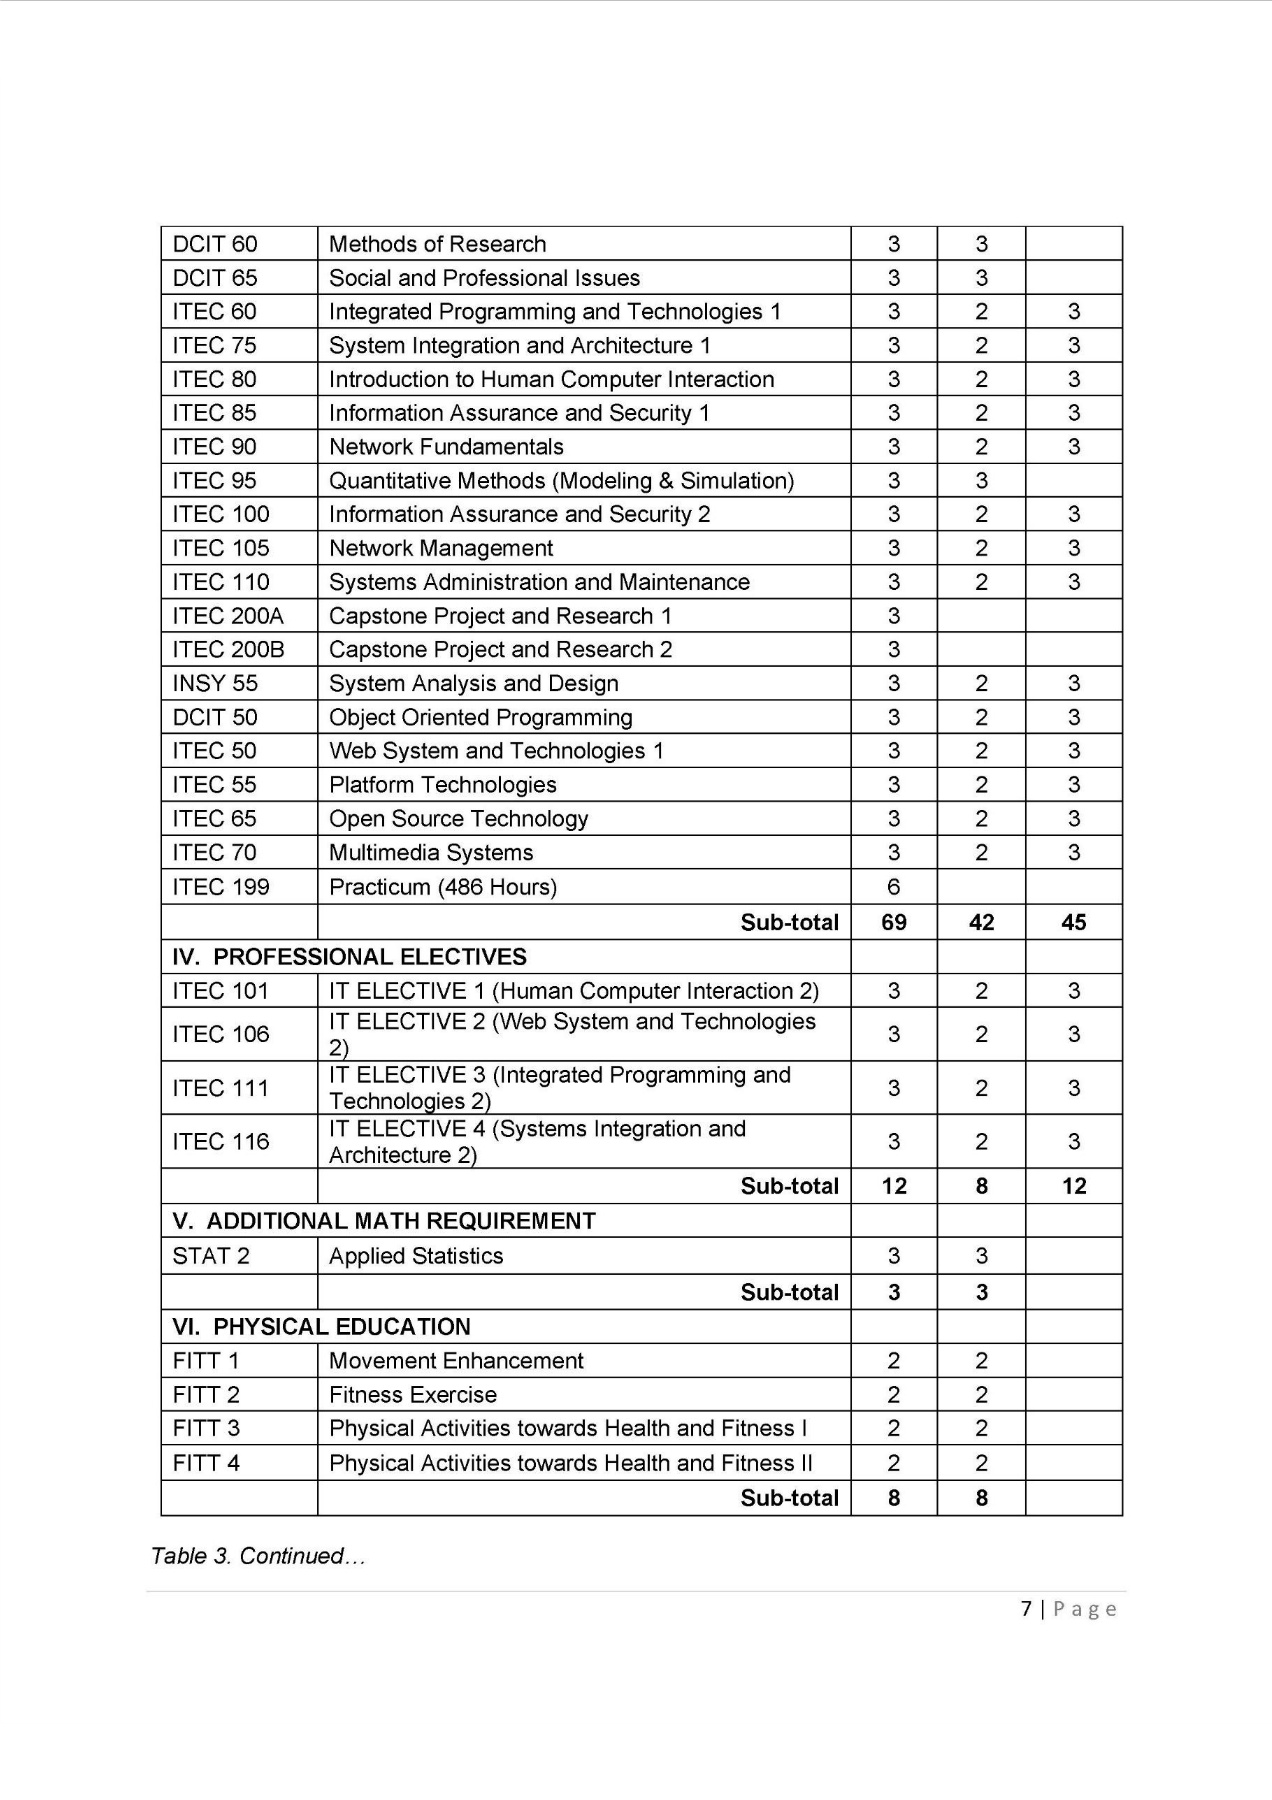 DCIT 60 Methods of Research 3 3
DCIT 65 Social and Professional Issues 3 3
ITEC 60 Integrated Programming and Technologies 1 3 2 3
ITEC 75 System Integration and Architecture 1 3 2 3
ITEC 80 Introduction to Human Computer Interaction 3 2 3
ITEC 85 Information Assurance and Security 1 3 2 3
ITEC 90 Network Fundamentals 3 2 3
ITEC 95 Quantitative Methods (Modeling & Simulation) 3 3
ITEC 100 Information Assurance and Security 2 3 2 3
ITEC 105 Network Management 3 2 3
ITEC 110 Systems Administration and Maintenance 3 2 3
ITEC 200A Capstone Project and Research 1 3
ITEC 200B Capstone Project and Research 2 3
INSY 55 System Analysis and Design 3 2 3
DCIT 50 Object Oriented Programming 3 2 3
ITEC 50 Web System and Technologies 1 3 2 3
ITEC 55 Platform Technologies 3 2 3
ITEC 65 Open Source Technology 3 2 3
ITEC 70 Multimedia Systems 3 2 3
ITEC 199 Practicum (486 Hours) 6
Sub-total 69 42 45
IV. PROFESSIONAL ELECTIVES
ITEC 101 IT ELECTIVE 1 (Human Computer Interaction 2) 3 2 3
ITEC 106 IT ELECTIVE 2 (Web System and Technologies
2) 3 2 3
ITEC 111 IT ELECTIVE 3 (Integrated Programming and
Technologies 2) 3 2 3
ITEC 116 IT ELECTIVE 4 (Systems Integration and
Architecture 2) 3 2 3
Sub-total 12 8 12
V. ADDITIONAL MATH REQUIREMENT
STAT 2 Applied Statistics 3 3
Sub-total 3 3
VI. PHYSICAL EDUCATION
FITT 1 Movement Enhancement 2 2
FITT 2 Fitness Exercise 2 2
FITT 3 Physical Activities towards Health and Fitness I 2 2
FITT 4 Physical Activities towards Health and Fitness II 2 2
Sub-total 8 8
Table 3. Continued…
7 | P a g e